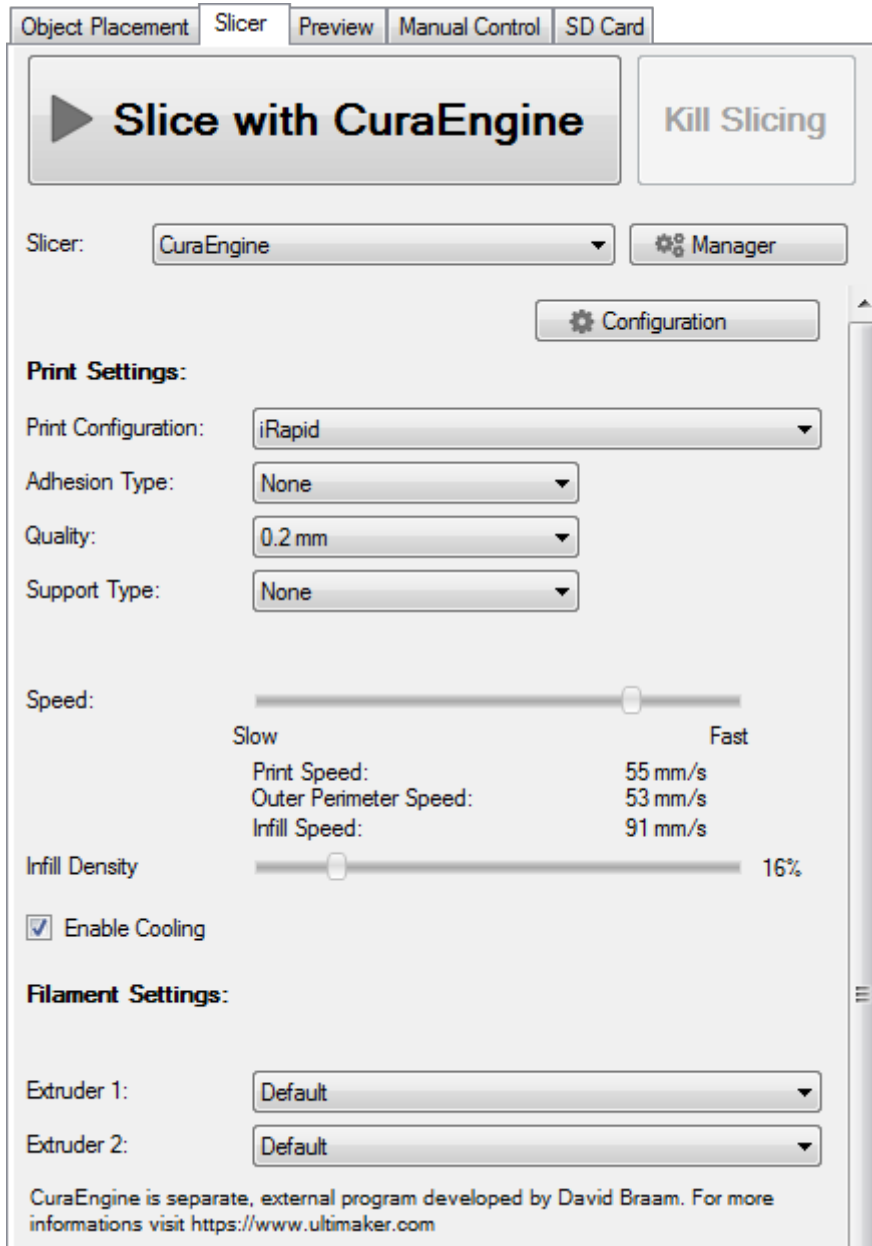 Object Placement Slicer Preview Manual Control SD Card
Slice with CuraEngine Kill Slicing
Slicer: CuraEngine Manager
Configuration
Print Settings:
Print Configuration: iRapid
Adhesion Type: None
Quality: 0.2 mm
Support Type: None
Speed:
Slow Fast
Print Speed: 55 mm/s
Outer Perimeter Speed: 53 mm/s
Infill Speed: 91 mm/s
Infill Density 16%
Enable Cooling
Filament Settings:
Extruder 1: Default
Extruder 2: Default
CuraEngine is separate, external program developed by David Braam. For more
informations visit https://www.ultimaker.com